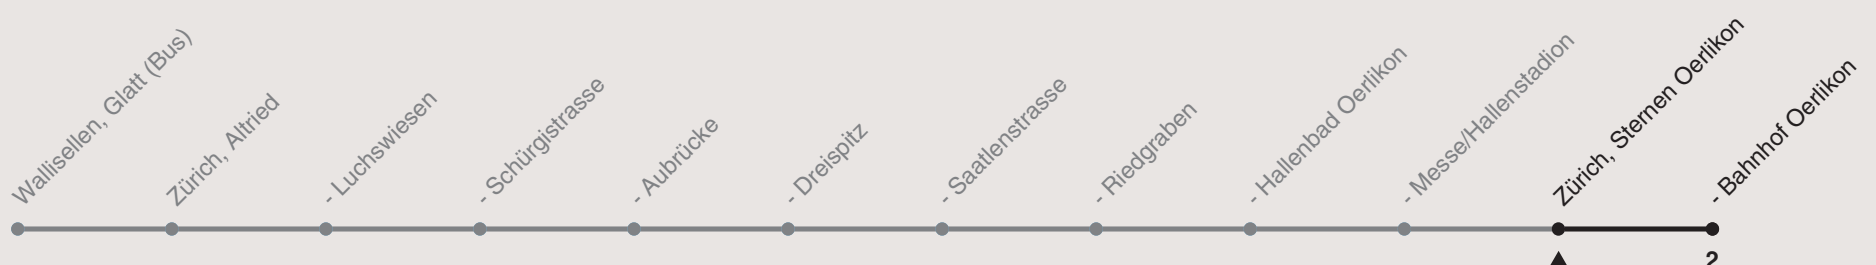 Wallisellen, Glatt (Bus)
Zürich, Altried
- Luchswiesen
- Schürgistrasse
- Aubrücke
- Dreispitz
- Saatlenstrasse
- Riedgraben
- Hallenbad Oerlikon
- Messe/Hallenstadion
Zürich, Sternen Oerlikon
- Bahnhof Oerlikon
2